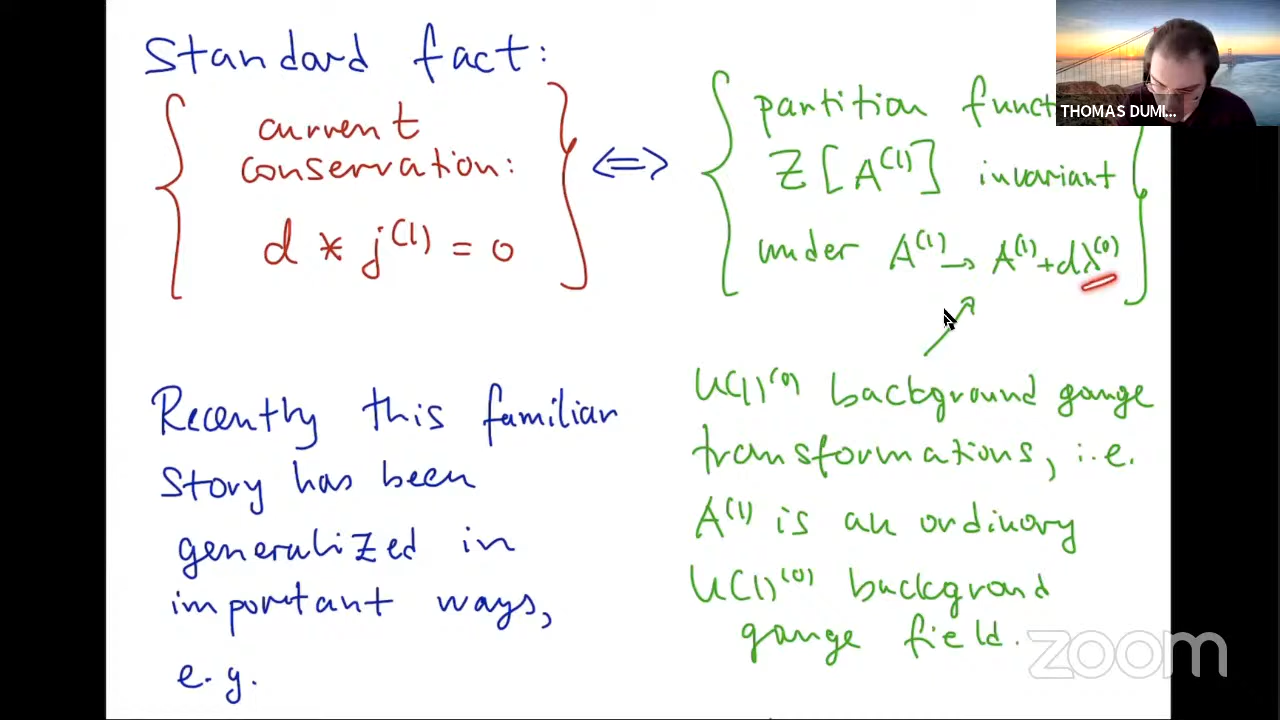 Standard fact:
current
conservation:
d * j^(1) = 0
⟺
partition funct
Z[A^(1)] invariant
under A^(1) → A^(1) + dλ^(0)
U(1)^(0) background gauge
transformations, i.e.
A^(1) is an ordinary
U(1)^(0) background
gauge field.
Recently this familiar
story has been
generalized in
important ways,
e.g.
THOMAS DUMI...
zoom